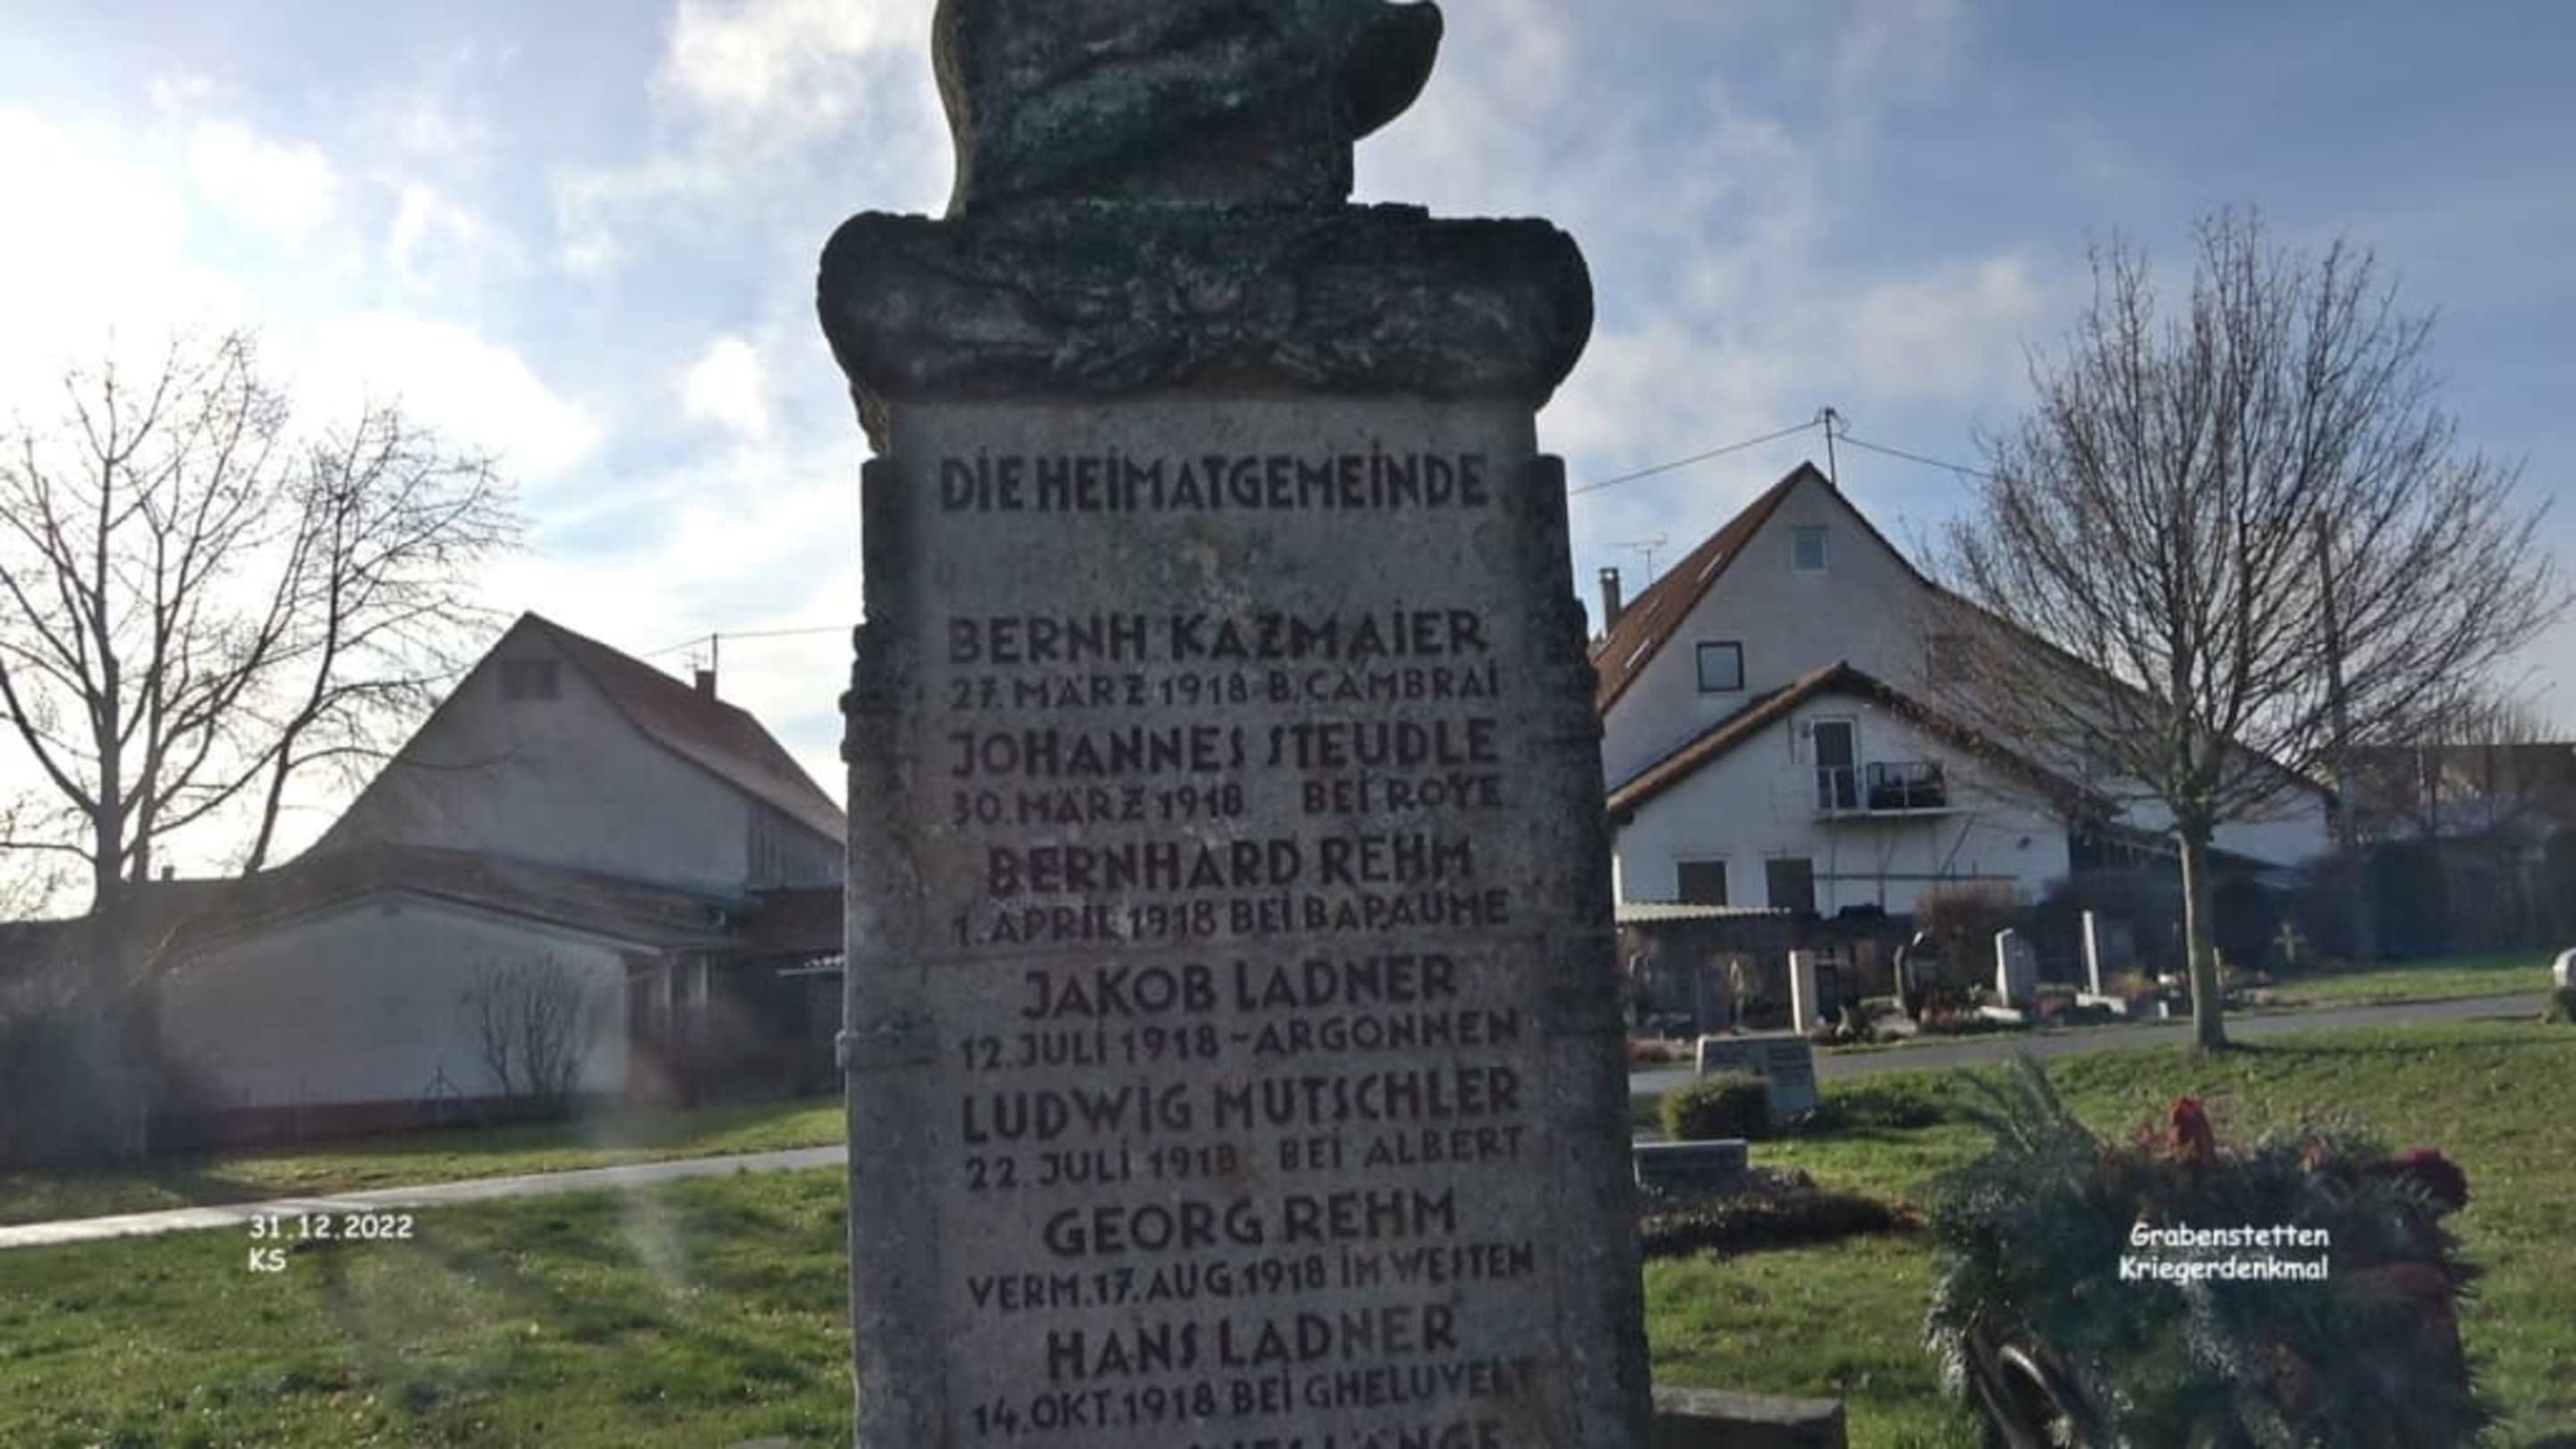 DIE HEIMATGEMEINDE
BERNH KAZMAIER
27. MÄRZ 1918 B. CAMBRAI
JOHANNES STEUDLE
30. MÄRZ 1918 BEI ROYE
BERNHARD REHM
1. APRIL 1918 BEI BAPAUME
JAKOB LADNER
12. JULI 1918 - ARGONNEN
LUDWIG MUTSCHLER
22. JULI 1918 BEI ALBERT
GEORG REHM
VERM. 17. AUG. 1918 IM WESTEN
HANS LADNER
14. OKT. 1918 BEI GHELUVELT
LÄNGE
31.12.2022
KS
Grabenstetten
Kriegerdenkmal